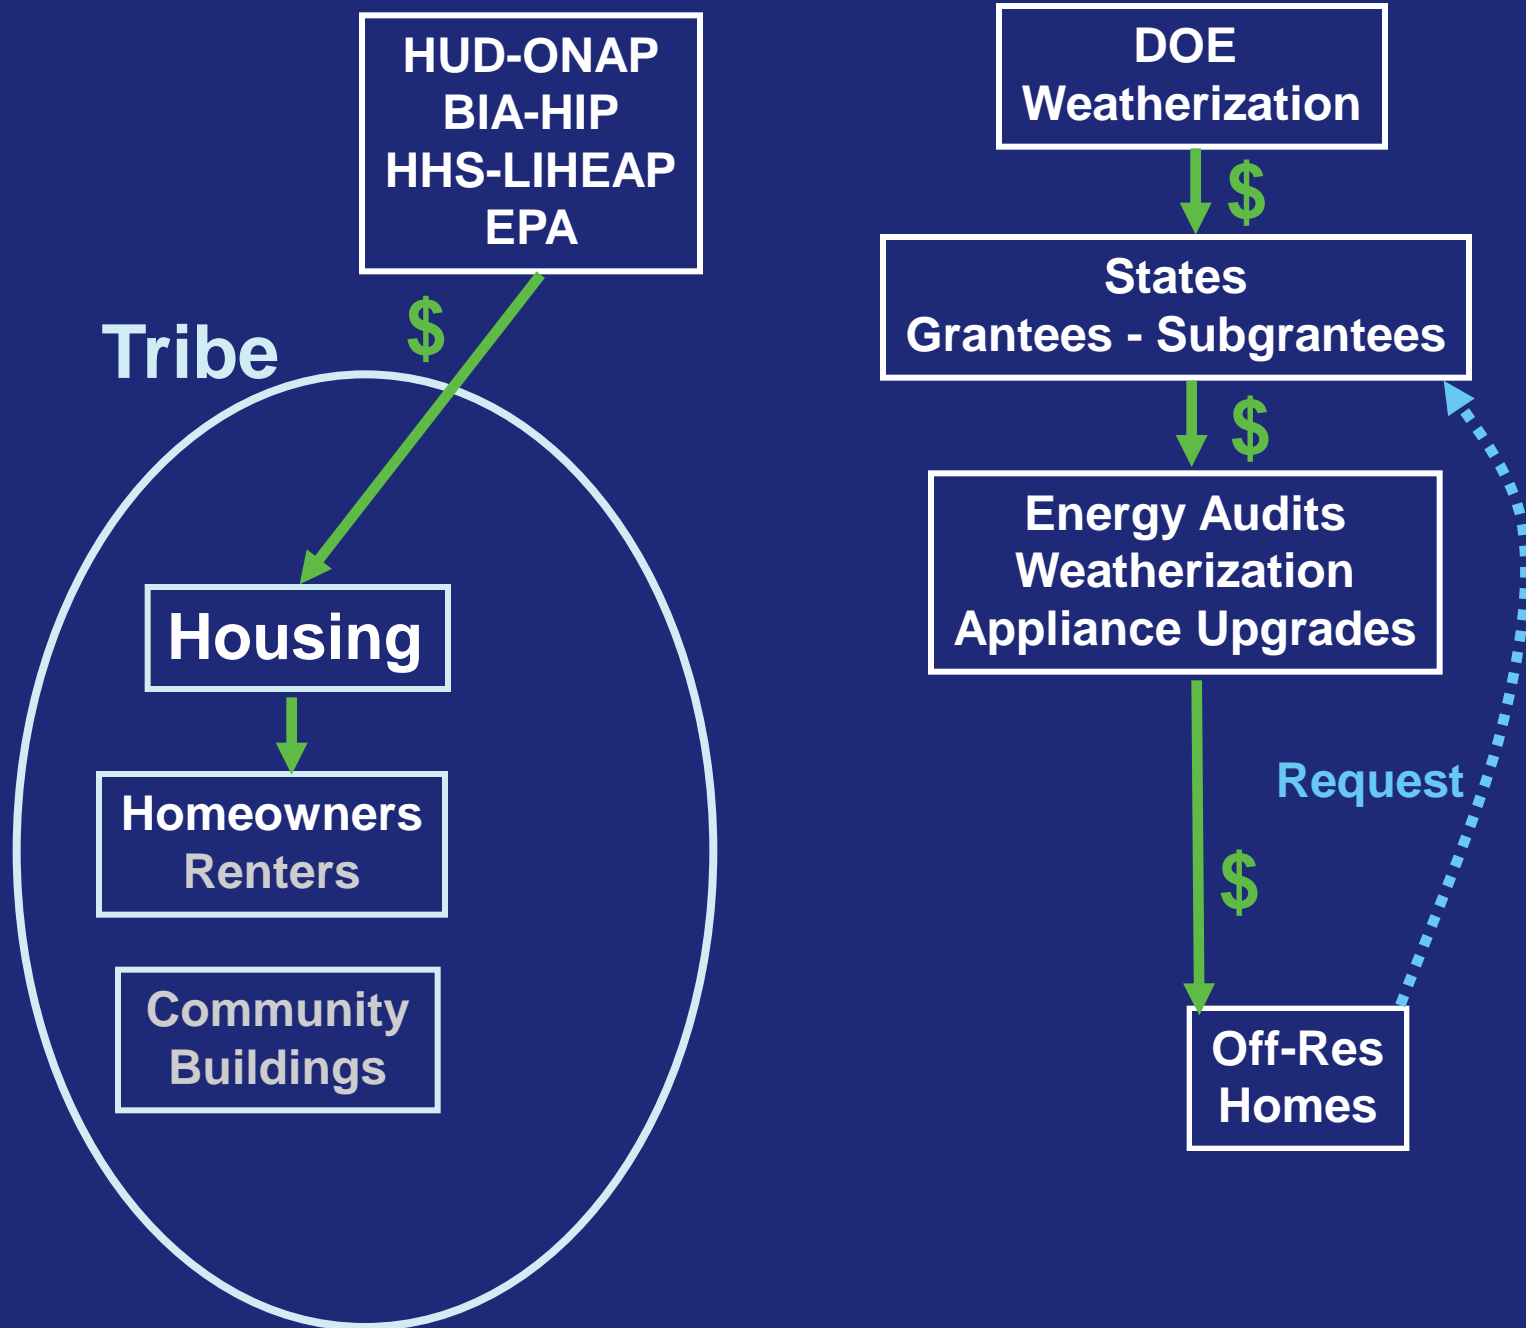 HUD-ONAP
BIA-HIP
HHS-LIHEAP
EPA
$
Tribe
Housing
Homeowners
Renters
Community
Buildings
DOE
Weatherization
$
States
Grantees - Subgrantees
$
Energy Audits
Weatherization
Appliance Upgrades
Request
$
Off-Res
Homes